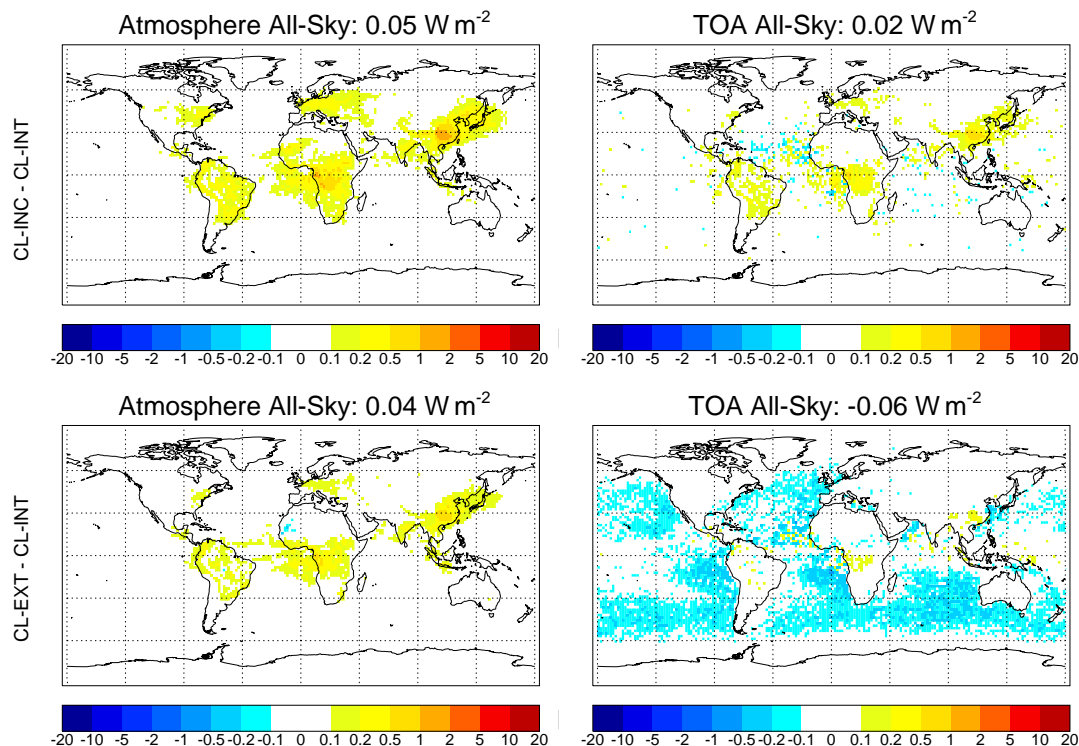 Atmosphere All-Sky: 0.05 W m-2
TOA All-Sky: 0.02 W m-2
CL-INC - CL-INT
-20 -10 -5 -2 -1 -0.5 -0.2 -0.1 0 0.1 0.2 0.5 1 2 5 10 20
-20 -10 -5 -2 -1 -0.5 -0.2 -0.1 0 0.1 0.2 0.5 1 2 5 10 20
Atmosphere All-Sky: 0.04 W m-2
TOA All-Sky: -0.06 W m-2
CL-EXT - CL-INT
-20 -10 -5 -2 -1 -0.5 -0.2 -0.1 0 0.1 0.2 0.5 1 2 5 10 20
-20 -10 -5 -2 -1 -0.5 -0.2 -0.1 0 0.1 0.2 0.5 1 2 5 10 20